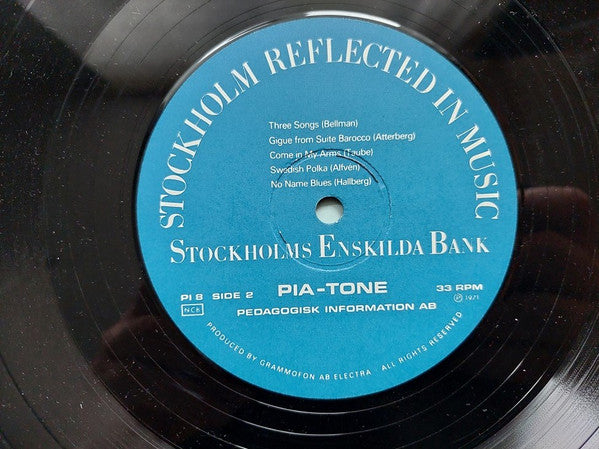 STOCKHOLM REFLECTED IN MUSIC
Three Songs (Bellman)
Gigue from Suite Barocco (Atterberg)
Come in My Arms (Taube)
Swedish Polka (Alfvén)
No Name Blues (Hallberg)
STOCKHOLMS ENSKILDA BANK
PI 8 SIDE 2 PIA-TONE 33 RPM
NCB ℗ 1971
PEDAGOGISK INFORMATION AB
PRODUCED BY GRAMMOFON AB ELECTRA · ALL RIGHTS RESERVED